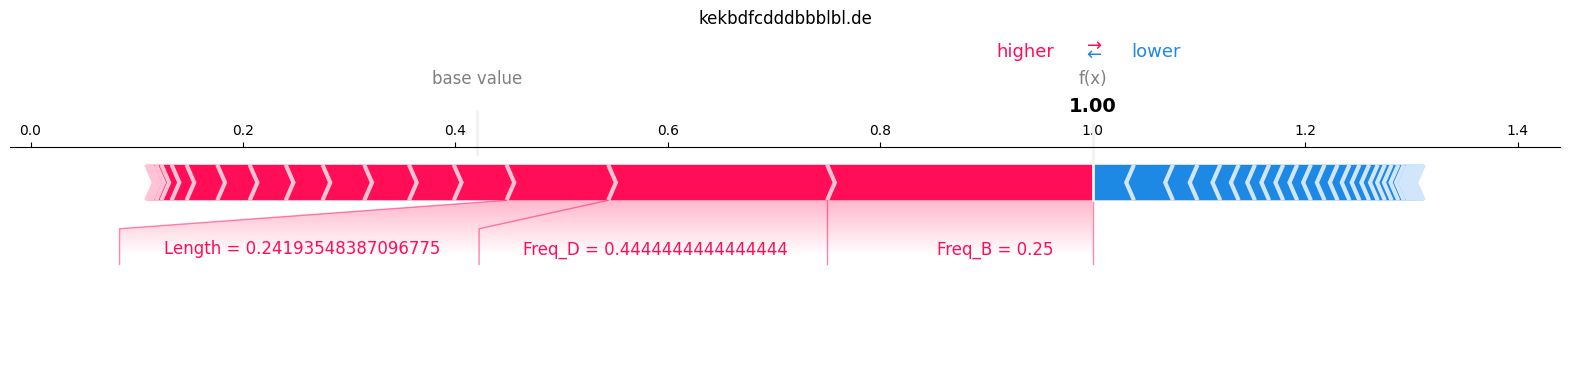 kekbdfcdddbbblbl.de
higher → ← lower
base value f(x)
1.00
0.0 0.2 0.4 0.6 0.8 1.0 1.2 1.4
Length = 0.24193548387096775 Freq_D = 0.4444444444444444 Freq_B = 0.25